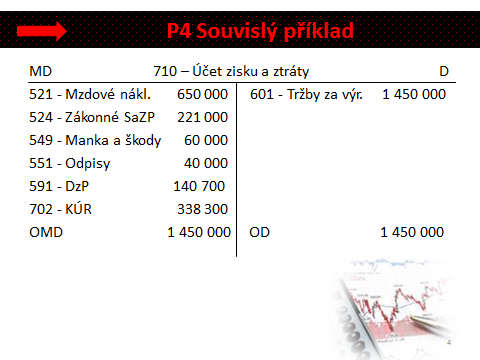 P4 Souvislý příklad
MD 710 – Účet zisku a ztráty D
521 - Mzdové nákl. 650 000 601 - Tržby za výr. 1 450 000
524 - Zákonné SaZP 221 000
549 - Manka a škody 60 000
551 - Odpisy 40 000
591 - DzP 140 700
702 - KÚR 338 300
OMD 1 450 000 OD 1 450 000
4